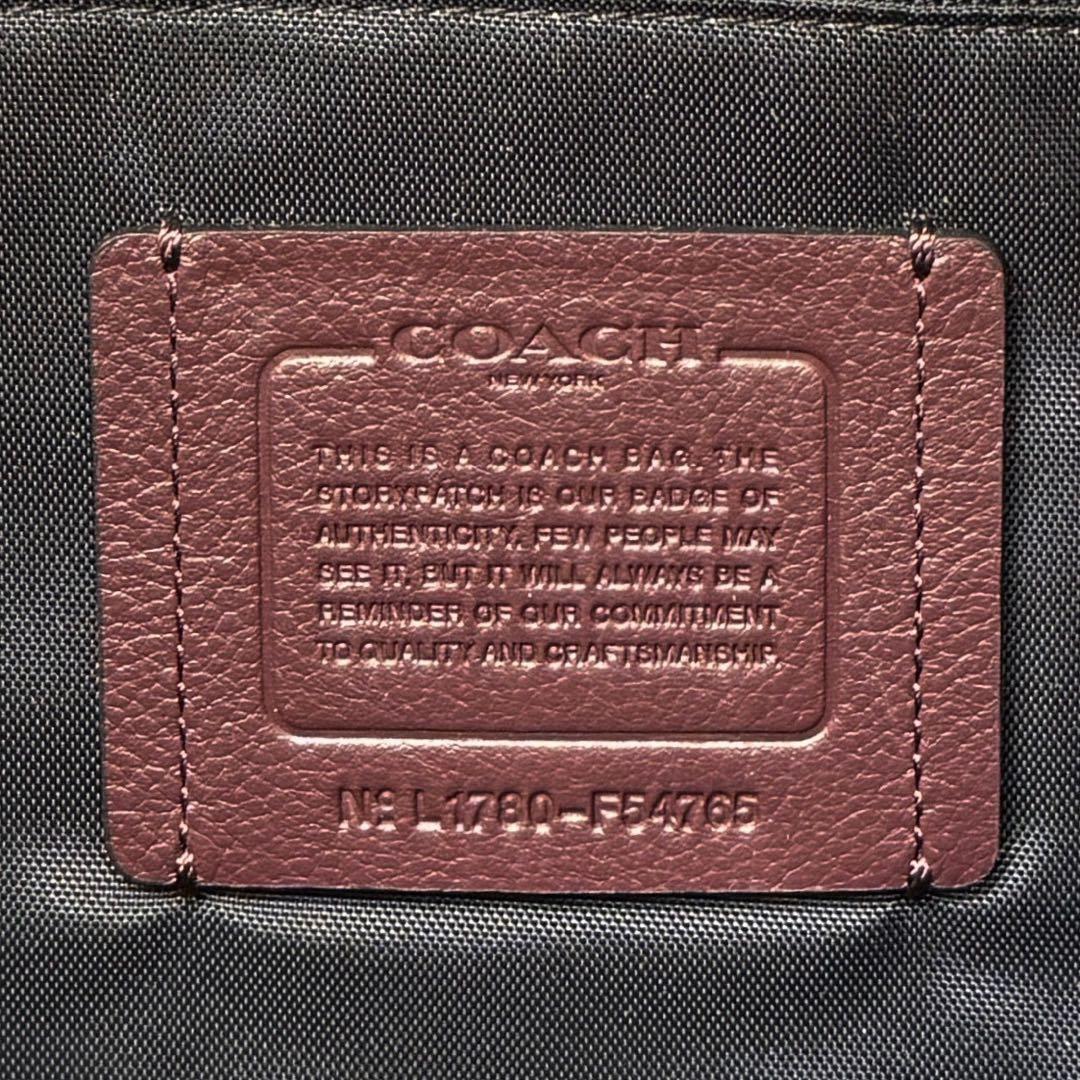 COACH
NEW YORK
THIS IS A COACH BAG. THE
STORYPATCH IS OUR BADGE OF
AUTHENTICITY. FEW PEOPLE MAY
SEE IT, BUT IT WILL ALWAYS BE A
REMINDER OF OUR COMMITMENT
TO QUALITY AND CRAFTSMANSHIP.
Nº L1780-F54765